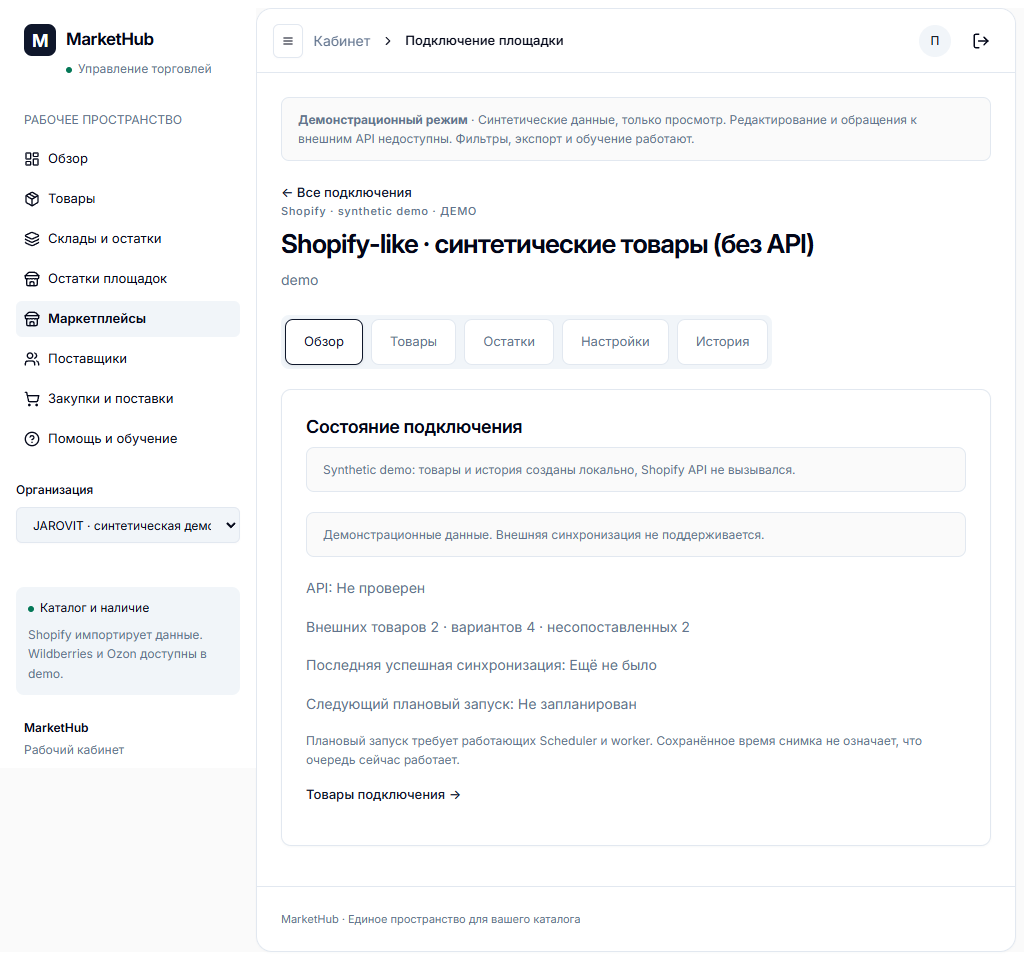 M MarketHub
Управление торговлей
РАБОЧЕЕ ПРОСТРАНСТВО
Обзор
Товары
Склады и остатки
Остатки площадок
Маркетплейсы
Поставщики
Закупки и поставки
Помощь и обучение
Организация
JAROVIT · синтетическая демо
Каталог и наличие
Shopify импортирует данные.
Wildberries и Ozon доступны в
demo.
MarketHub
Рабочий кабинет
Кабинет > Подключение площадки
П
Демонстрационный режим · Синтетические данные, только просмотр. Редактирование и обращения к
внешним API недоступны. Фильтры, экспорт и обучение работают.
← Все подключения
Shopify · synthetic demo · ДЕМО
Shopify-like · синтетические товары (без API)
demo
Обзор Товары Остатки Настройки История
Состояние подключения
Synthetic demo: товары и история созданы локально, Shopify API не вызывался.
Демонстрационные данные. Внешняя синхронизация не поддерживается.
API: Не проверен
Внешних товаров 2 · вариантов 4 · несопоставленных 2
Последняя успешная синхронизация: Ещё не было
Следующий плановый запуск: Не запланирован
Плановый запуск требует работающих Scheduler и worker. Сохранённое время снимка не означает, что
очередь сейчас работает.
Товары подключения →
MarketHub · Единое пространство для вашего каталога